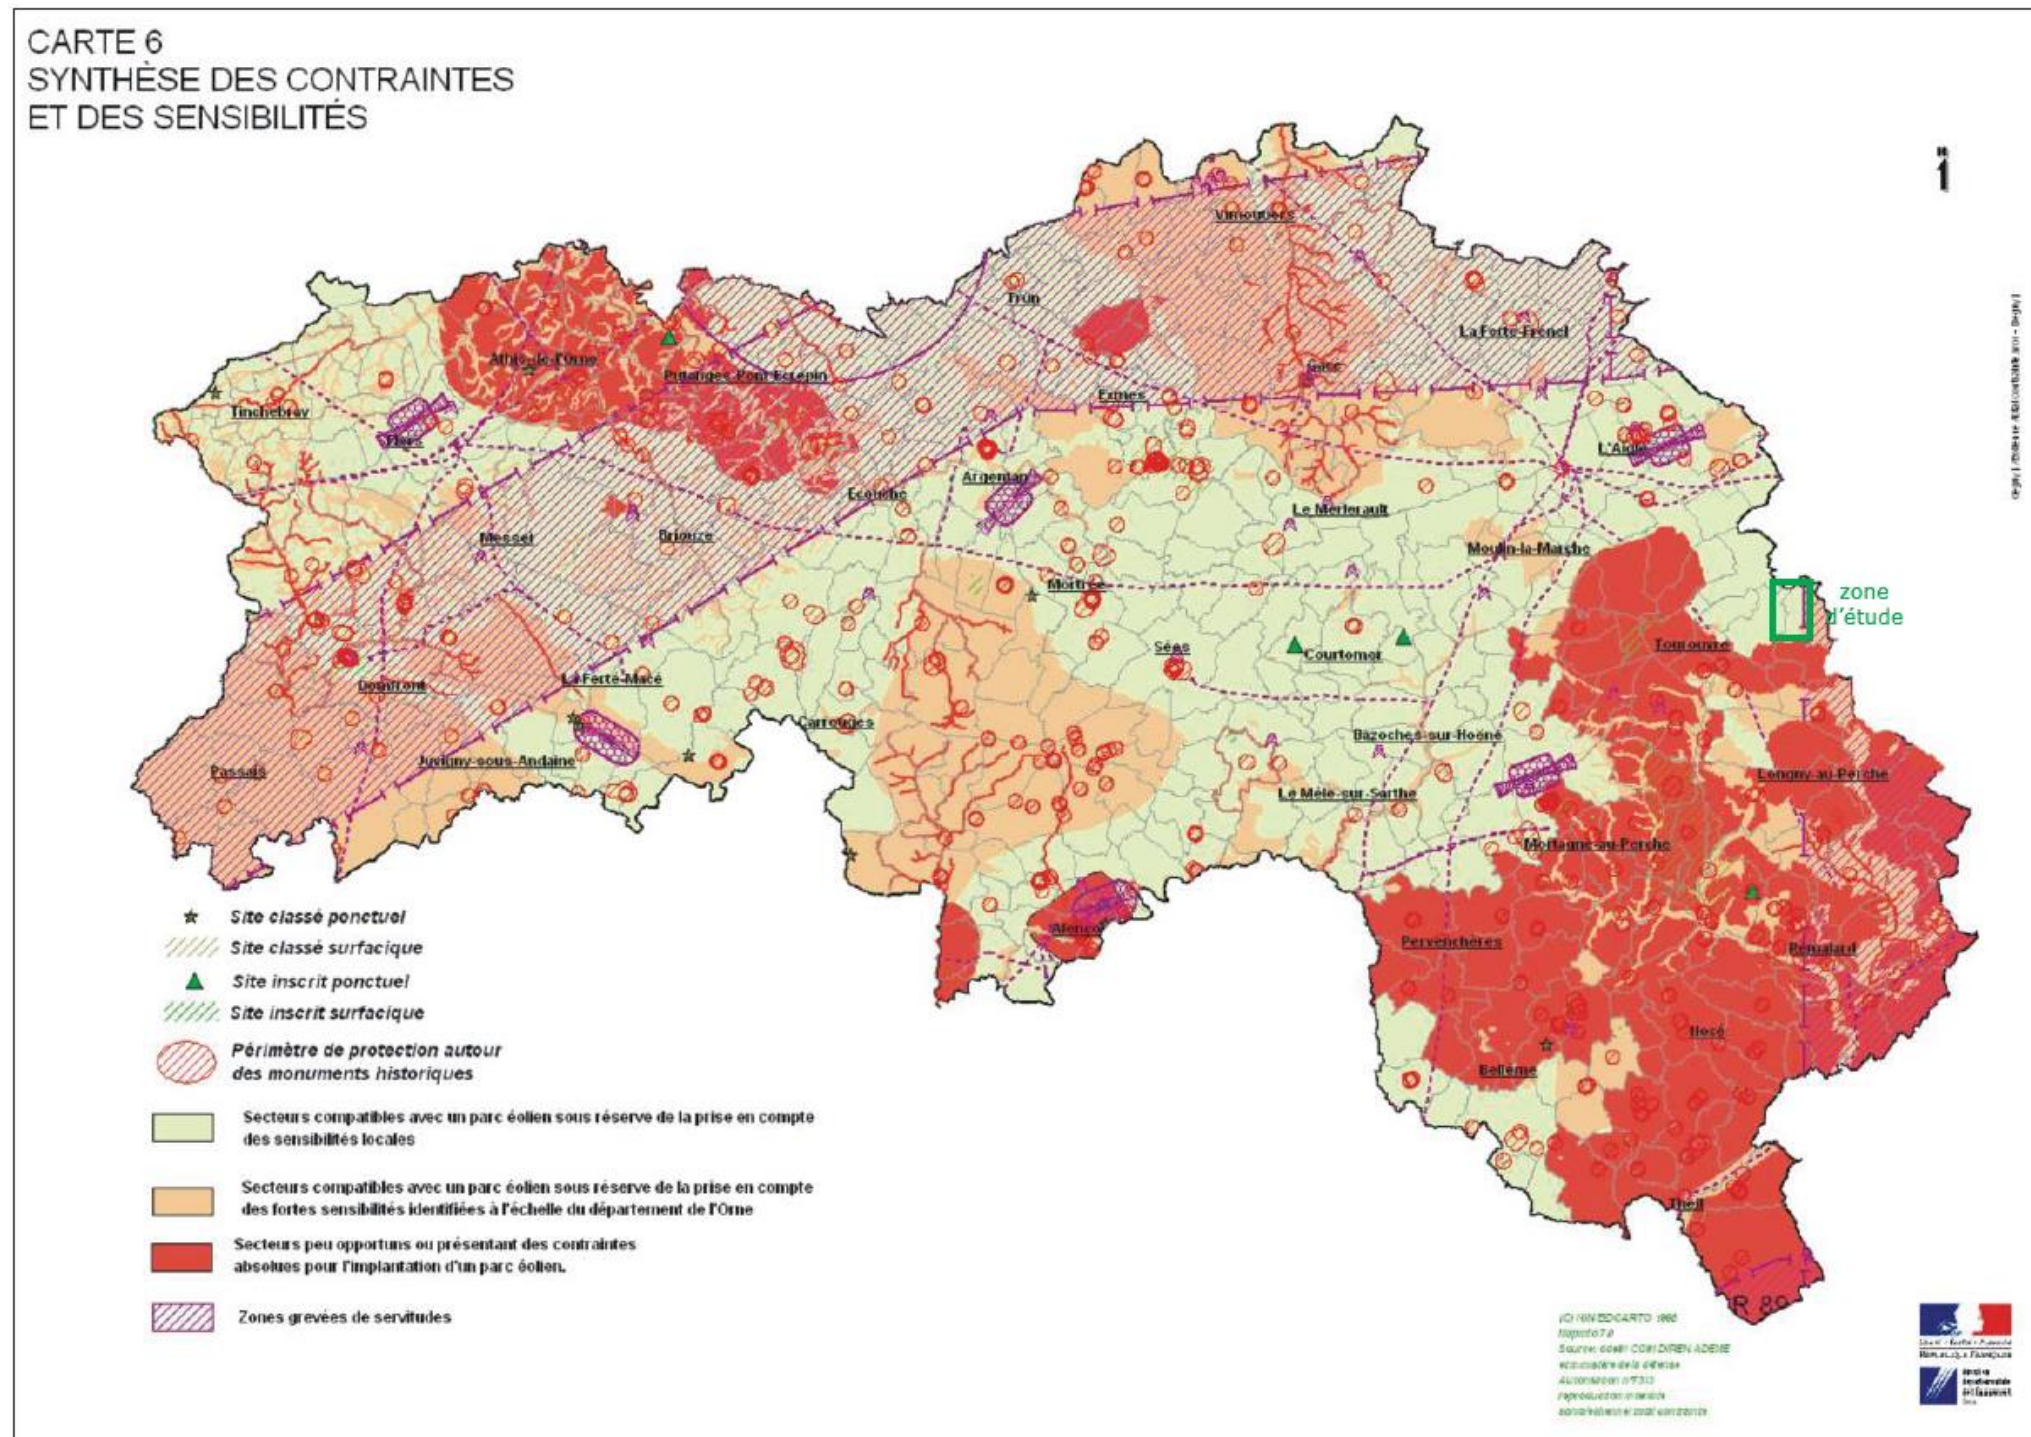 CARTE 6
SYNTHÈSE DES CONTRAINTES
ET DES SENSIBILITÉS
N
1
Vimoutiers
Trun
La Ferté-Frênel
Athis-de-l'Orne
Putanges-Pont-Ecrepin
Gacé
Exmes
Tinchebray
Flers
L'Aigle
Argentan
Ecouché
Le Merlerault
Messei
Briouze
Moulin-la-Marche
Mortrée
zone
d'étude
Sées
Courtomer
Tourouvre
Domfront
La Ferté-Macé
Carrouges
Bazoches-sur-Hoëne
Passais
Juvigny-sous-Andaine
Longny-au-Perche
Le Mêle-sur-Sarthe
Mortagne-au-Perche
Alençon
Pervenchères
Rémalard
Nocé
Bellême
Theil
R 89
Site classé ponctuel
Site classé surfacique
Site inscrit ponctuel
Site inscrit surfacique
Périmètre de protection autour
des monuments historiques
Secteurs compatibles avec un parc éolien sous réserve de la prise en compte
des sensibilités locales
Secteurs compatibles avec un parc éolien sous réserve de la prise en compte
des fortes sensibilités identifiées à l'échelle du département de l'Orne
Secteurs peu opportuns ou présentant des contraintes
absolues pour l'implantation d'un parc éolien.
Zones grevées de servitudes
RÉPUBLIQUE FRANÇAISE